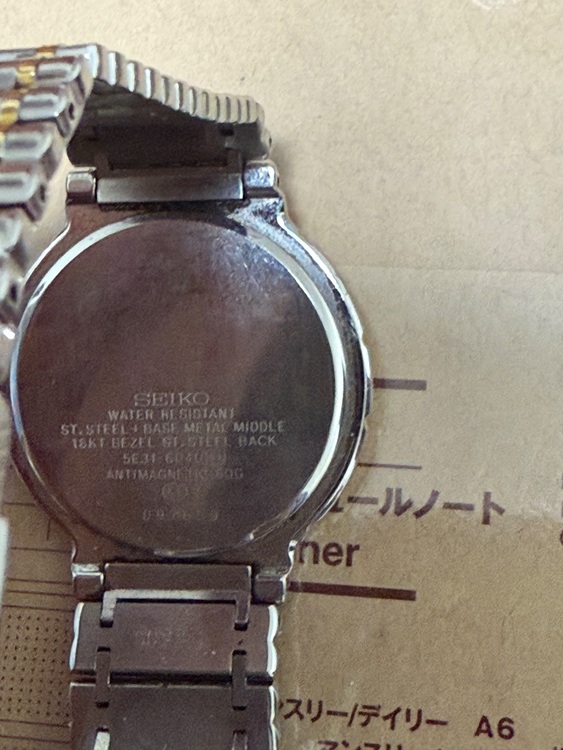 SEIKO
WATER RESISTANT
ST. STEEL + BASE METAL MIDDLE
18KT BEZEL ST. STEEL BACK
ANTIMAGNETIC 60G
ールノート
ner
スリー/デイリー A6